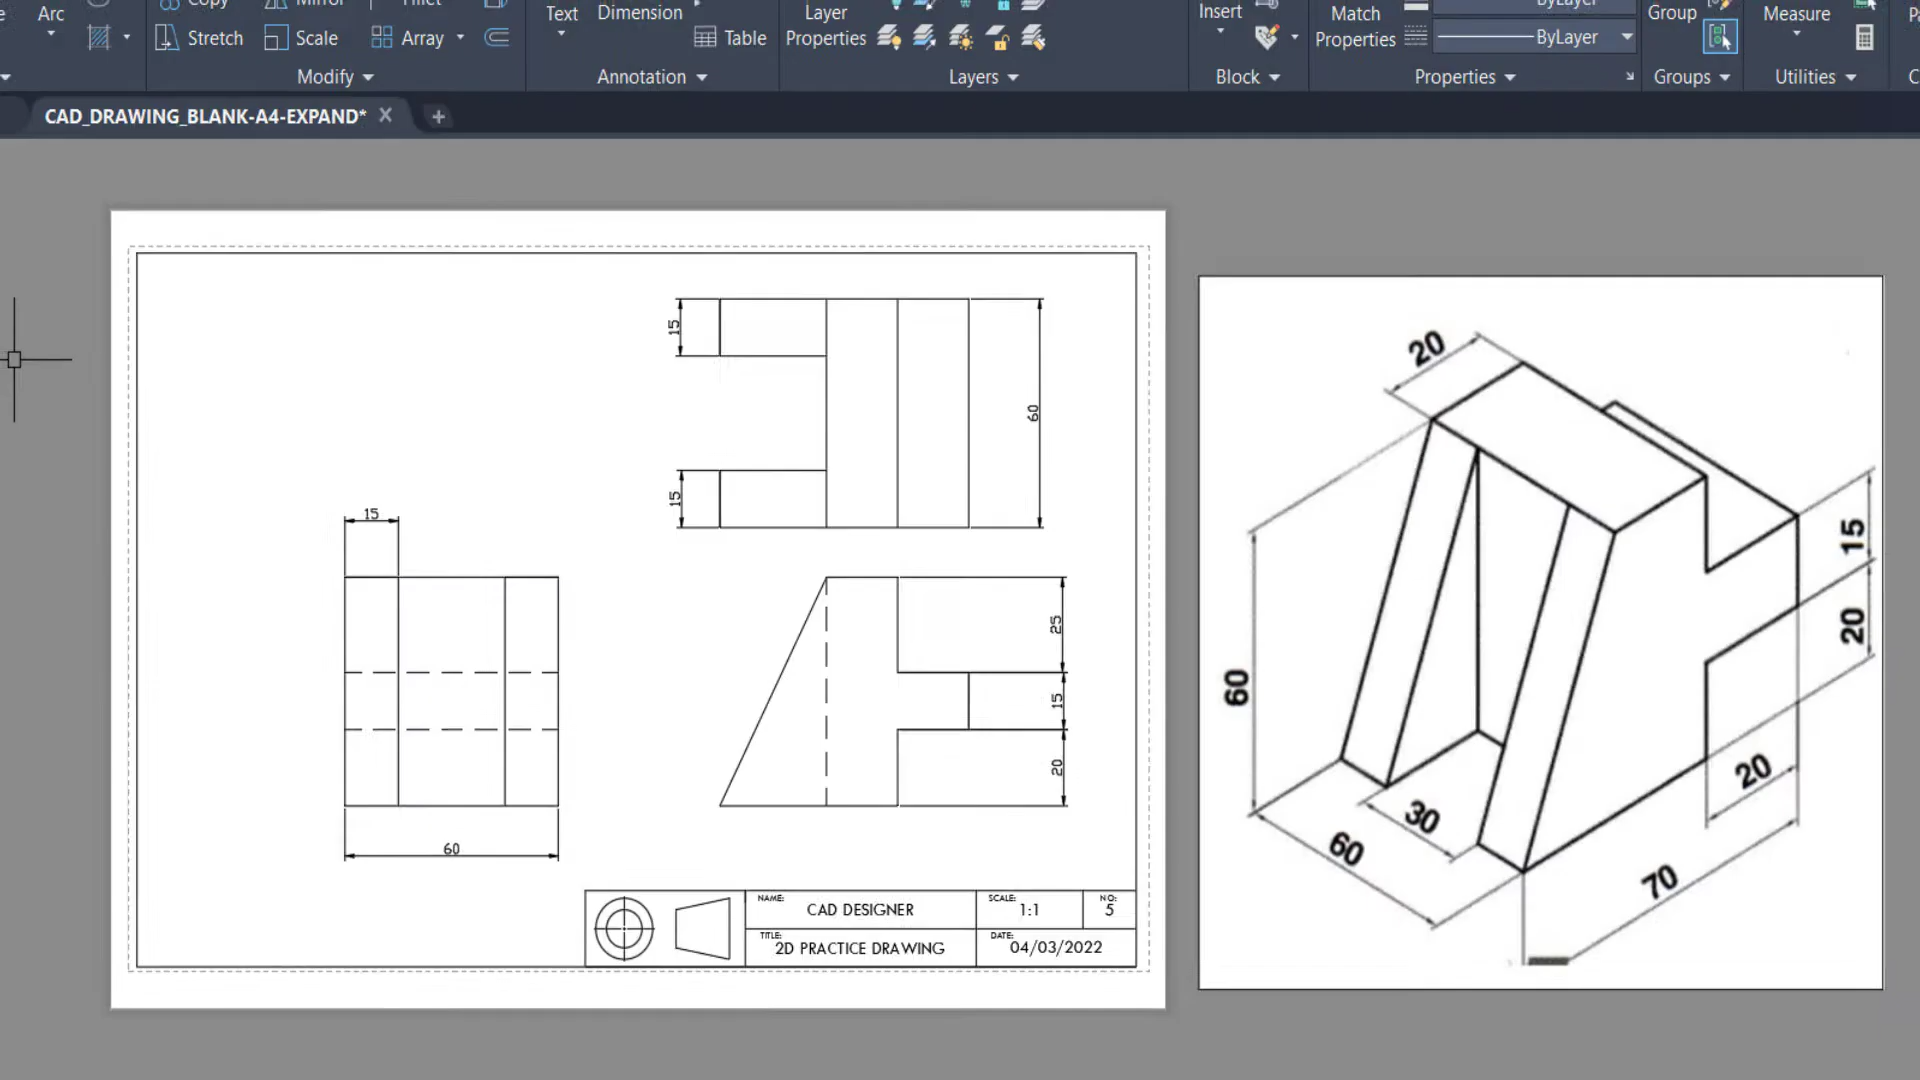 Arc
Copy
Mirror
Fillet
Stretch
Scale
Array
Modify
Text
Dimension
Table
Annotation
Layer
Properties
Layers
Insert
Block
Match
Properties
ByLayer
ByLayer
Properties
Group
Groups
Measure
Utilities
CAD_DRAWING_BLANK-A4-EXPAND*
15
60
15
15
60
25
15
20
NAME:
CAD DESIGNER
SCALE:
1:1
NO:
5
TITLE:
2D PRACTICE DRAWING
DATE:
04/03/2022
20
15
20
60
20
30
60
70